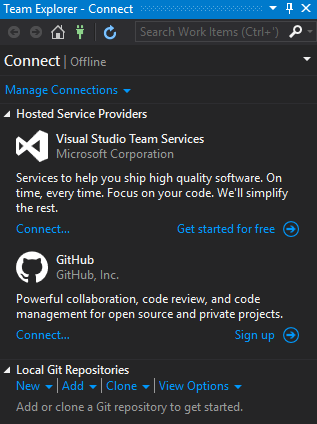 Team Explorer - Connect
Search Work Items (Ctrl+')
Connect | Offline
Manage Connections
Hosted Service Providers
Visual Studio Team Services
Microsoft Corporation
Services to help you ship high quality software. On
time, every time. Focus on your code. We'll simplify
the rest.
Connect... Get started for free
GitHub
GitHub, Inc.
Powerful collaboration, code review, and code
management for open source and private projects.
Connect... Sign up
Local Git Repositories
New | Add | Clone | View Options
Add or clone a Git repository to get started.